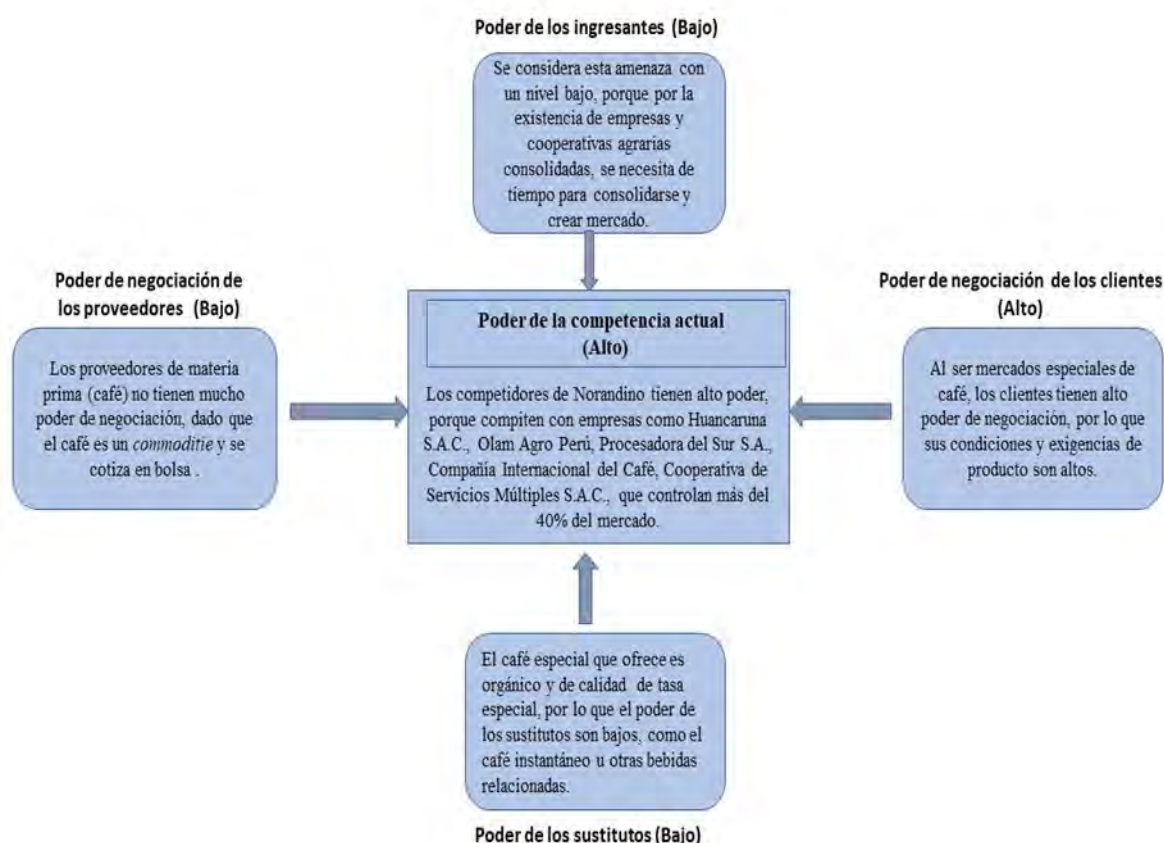 Poder de los ingresantes (Bajo)
Se considera esta amenaza con
un nivel bajo, porque por la
existencia de empresas y
cooperativas agrarias
consolidadas, se necesita de
tiempo para consolidarse y
crear mercado.
Poder de negociación de
los proveedores (Bajo)
Los proveedores de materia
prima (café) no tienen mucho
poder de negociación, dado que
el café es un commoditie y se
cotiza en bolsa .
Poder de la competencia actual
(Alto)
Los competidores de Norandino tienen alto poder,
porque compiten con empresas como Huancaruna
S.A.C., Olam Agro Perú, Procesadora del Sur S.A.,
Compañía Internacional del Café, Cooperativa de
Servicios Múltiples S.A.C., que controlan más del
40% del mercado.
Poder de negociación de los clientes
(Alto)
Al ser mercados especiales de
café, los clientes tienen alto
poder de negociación, por lo que
sus condiciones y exigencias de
producto son altos.
El café especial que ofrece es
orgánico y de calidad de tasa
especial, por lo que el poder de
los sustitutos son bajos, como el
café instantáneo u otras bebidas
relacionadas.
Poder de los sustitutos (Bajo)